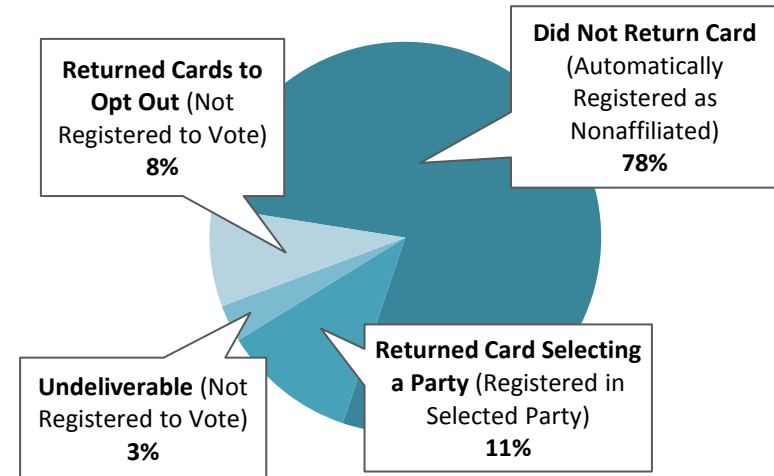 Did Not Return Card
(Automatically
Registered as
Nonaffiliated)
78%
Returned Cards to
Opt Out (Not
Registered to Vote)
8%
Returned Card Selecting
a Party (Registered in
Selected Party)
11%
Undeliverable (Not
Registered to Vote)
3%